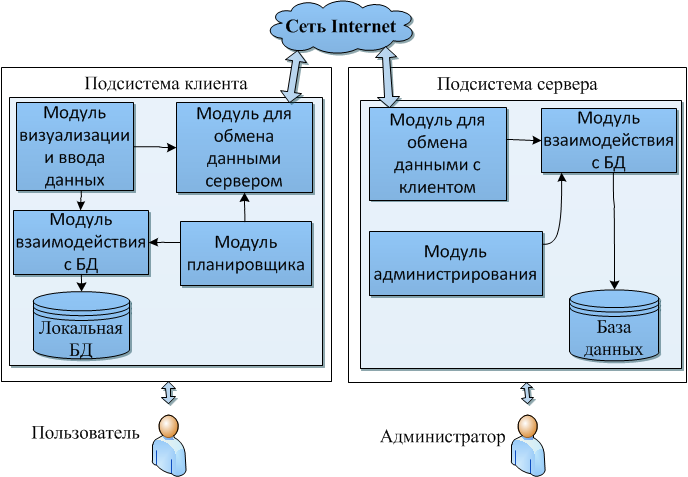 Сеть Internet
Подсистема клиента
Модуль
визуализации
и ввода
данных
Модуль для
обмена
данными
сервером
Модуль
взаимодействия
с БД
Модуль
планировщика
Локальная
БД
Пользователь
Подсистема сервера
Модуль для
обмена
данными с
клиентом
Модуль
взаимодействия
с БД
Модуль
администрирования
База
данных
Администратор